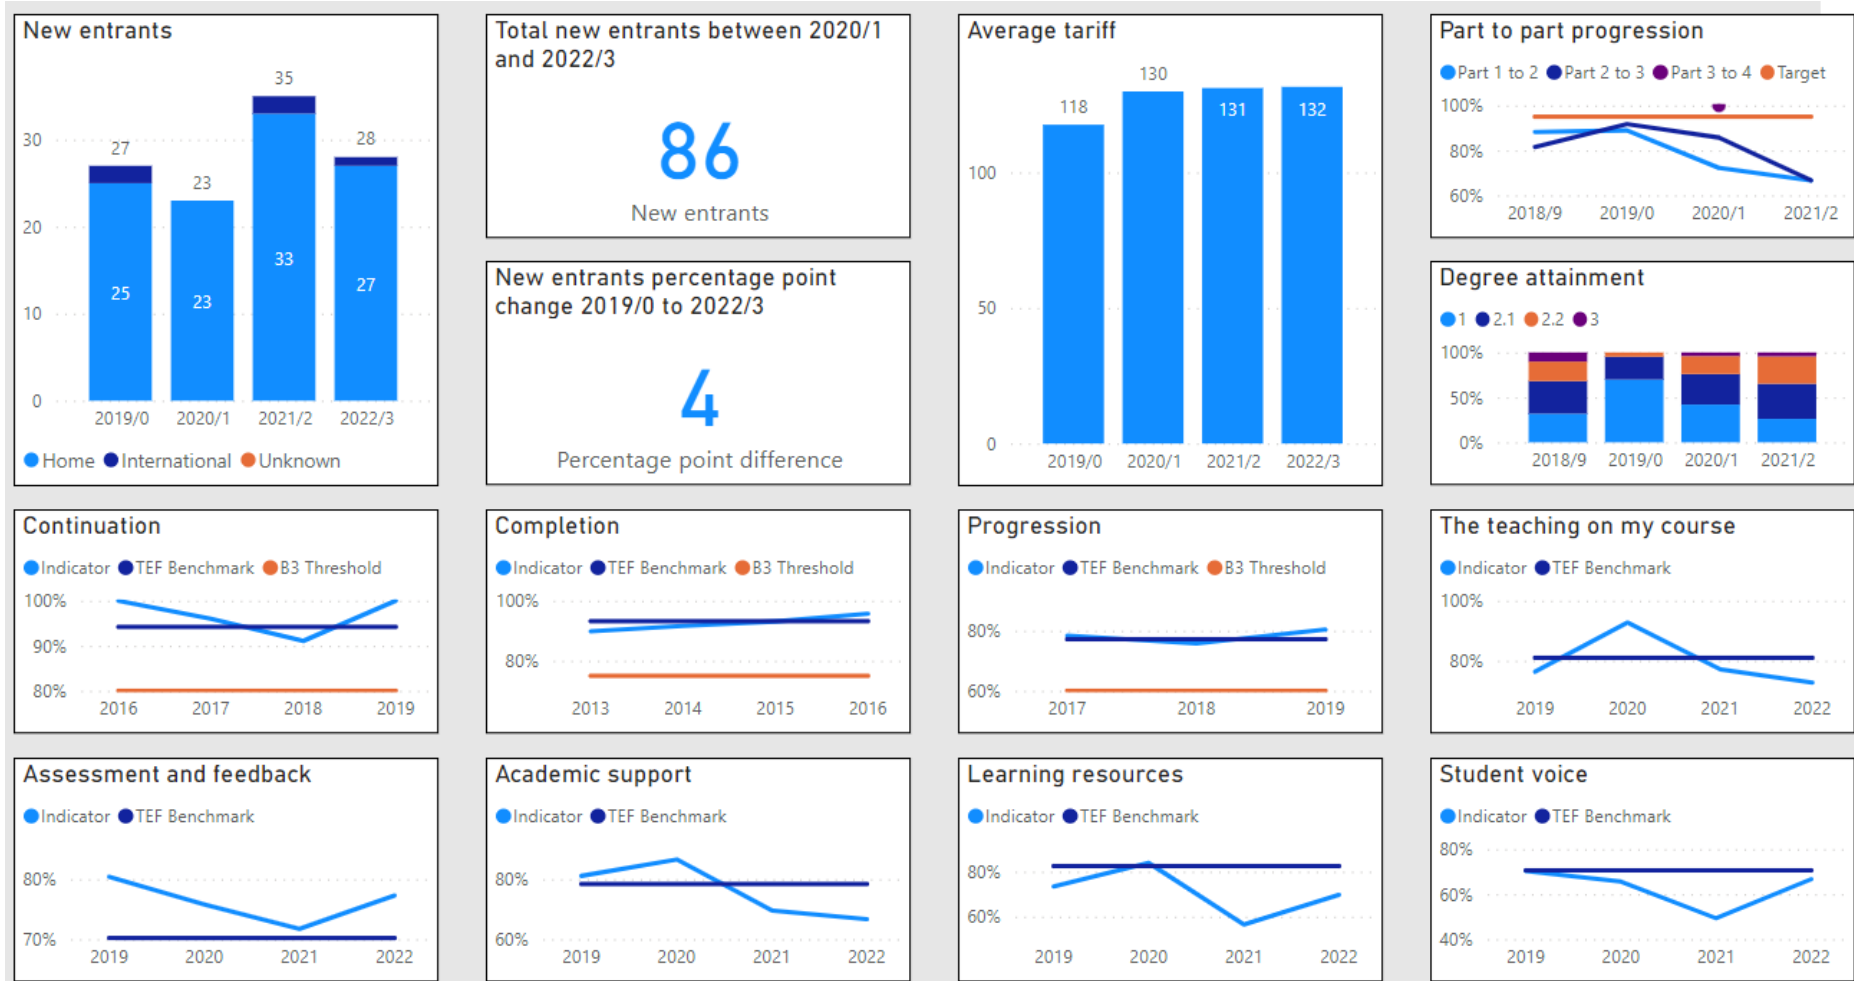 New entrants
35
30
27
28
23
20
33
25
23
27
10
0
2019/0 2020/1 2021/2 2022/3
Home International Unknown
Total new entrants between 2020/1
and 2022/3
86
New entrants
New entrants percentage point
change 2019/0 to 2022/3
4
Percentage point difference
Average tariff
130
118
131 132
100
50
0
2019/0 2020/1 2021/2 2022/3
Part to part progression
Part 1 to 2 Part 2 to 3 Part 3 to 4 Target
100%
80%
60%
2018/9 2019/0 2020/1 2021/2
Degree attainment
1 2.1 2.2 3
100%
50%
0%
2018/9 2019/0 2020/1 2021/2
Continuation
Indicator TEF Benchmark B3 Threshold
100%
90%
80%
2016 2017 2018 2019
Completion
Indicator TEF Benchmark B3 Threshold
100%
80%
2013 2014 2015 2016
Progression
Indicator TEF Benchmark B3 Threshold
80%
60%
2017 2018 2019
The teaching on my course
Indicator TEF Benchmark
100%
80%
2019 2020 2021 2022
Assessment and feedback
Indicator TEF Benchmark
80%
70%
2019 2020 2021 2022
Academic support
Indicator TEF Benchmark
80%
60%
2019 2020 2021 2022
Learning resources
Indicator TEF Benchmark
80%
60%
2019 2020 2021 2022
Student voice
Indicator TEF Benchmark
80%
60%
40%
2019 2020 2021 2022